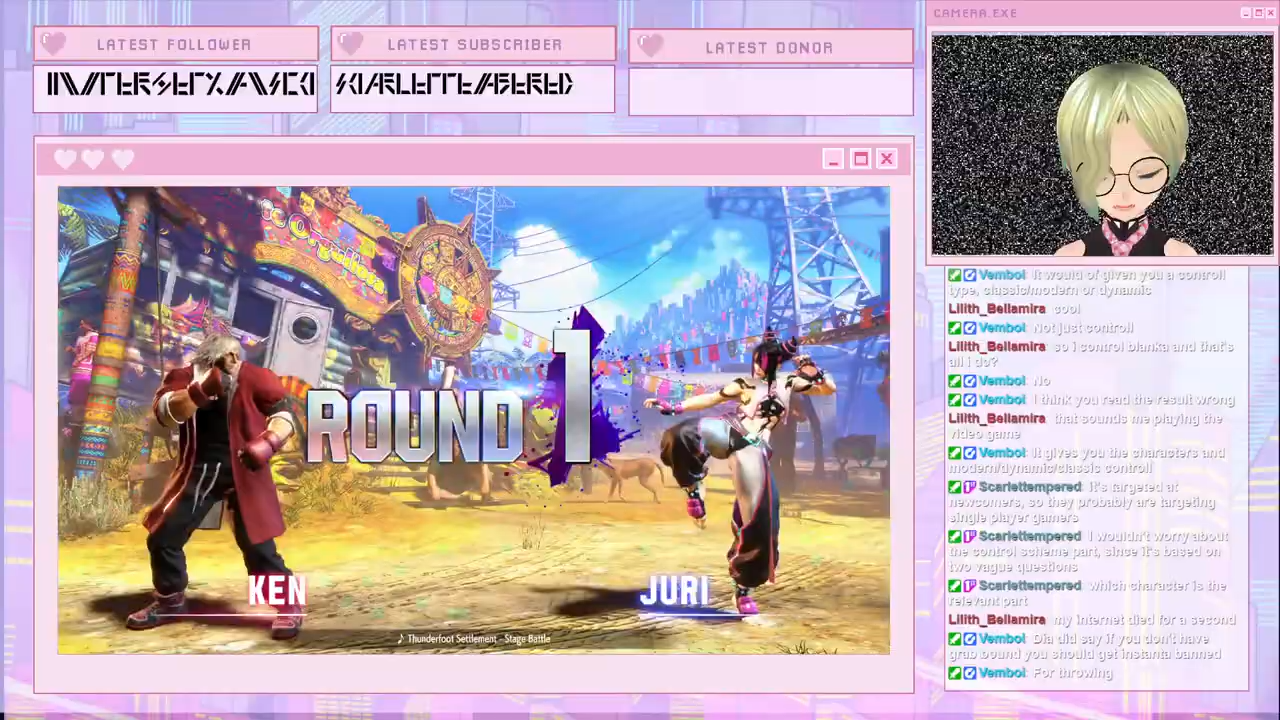 CAMERA.EXE
LATEST FOLLOWER
LATEST SUBSCRIBER
LATEST DONOR
ROUND 1
KEN
JURI
♪ Thunderfoot Settlement - Stage Battle
Vembol: It would of given you a control
type, classic/modern or dynamic
Lilith_Bellamira cool
Vembol: Not just controll
Lilith_Bellamira so i control blanka and that's
all i do?
Vembol: No
Vembol: I think you read the result wrong
Lilith_Bellamira that sounds me playing the
video game
Vembol: It gives you the characters and
modern/dynamic/classic controll
Scarlettempered: it's targeted at
newcomers, so they probably are targeting
single player gamers
Scarlettempered: I wouldn't worry about
the control scheme part, since it's based on
two vague questions
Scarlettempered: which character is the
relevant part
Lilith_Bellamira my internet died for a second
Vembol: Dia did say if you don't have
grab bound you should get instanta banned
Vembol: For throwing